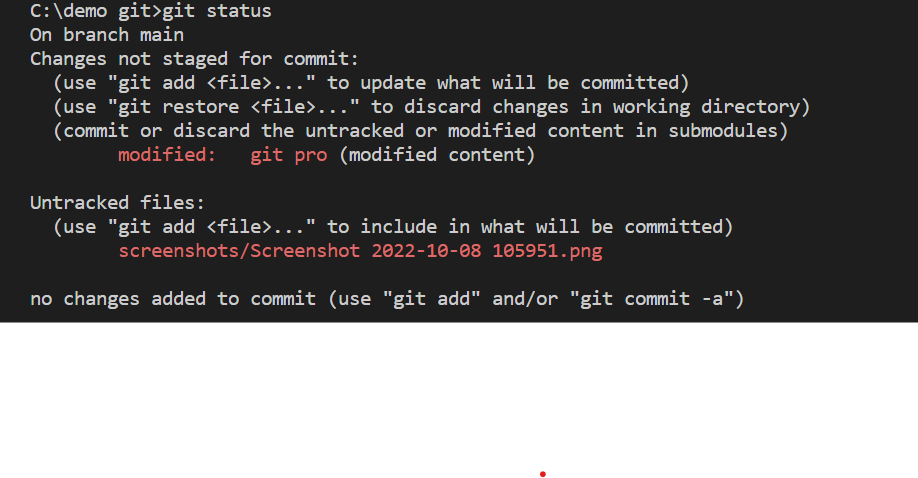 C:\demo git>git status
On branch main
Changes not staged for commit:
  (use "git add <file>..." to update what will be committed)
  (use "git restore <file>..." to discard changes in working directory)
  (commit or discard the untracked or modified content in submodules)
        modified:   git pro (modified content)

Untracked files:
  (use "git add <file>..." to include in what will be committed)
        screenshots/Screenshot 2022-10-08 105951.png

no changes added to commit (use "git add" and/or "git commit -a")